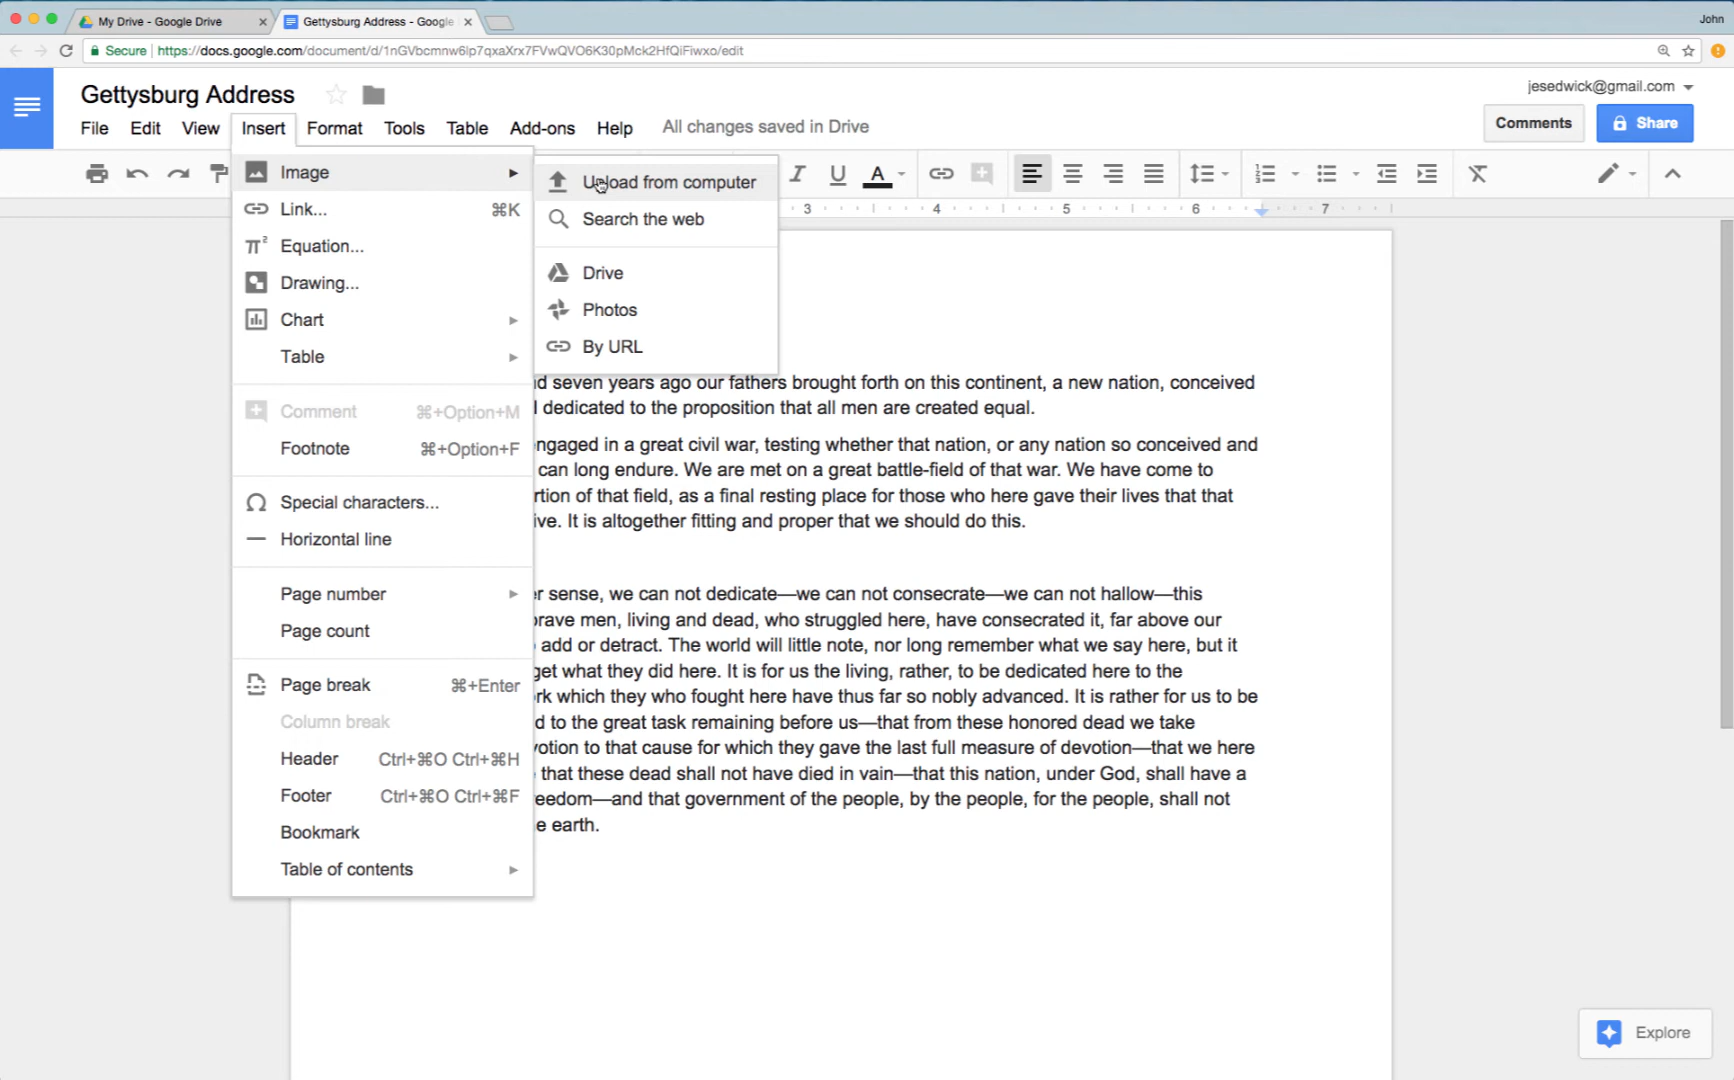 My Drive - Google Drive
Gettysburg Address - Google
John
Secure
https://docs.google.com/document/d/1nGVbcmnw6lp7qxaXrx7FVwQVO6K30pMck2HfQiFiwxo/edit
Gettysburg Address
jesedwick@gmail.com
File Edit View Insert Format Tools Table Add-ons Help All changes saved in Drive
Comments
Share
Image
Link... ⌘K
Equation...
Drawing...
Chart
Table
Comment ⌘+Option+M
Footnote ⌘+Option+F
Special characters...
Horizontal line
Page number
Page count
Page break ⌘+Enter
Column break
Header Ctrl+⌘O Ctrl+⌘H
Footer Ctrl+⌘O Ctrl+⌘F
Bookmark
Table of contents
Upload from computer
Search the web
Drive
Photos
By URL
3 4 5 6 7
seven years ago our fathers brought forth on this continent, a new nation, conceived
dedicated to the proposition that all men are created equal.
engaged in a great civil war, testing whether that nation, or any nation so conceived and
can long endure. We are met on a great battle-field of that war. We have come to
rtion of that field, as a final resting place for those who here gave their lives that that
ive. It is altogether fitting and proper that we should do this.
er sense, we can not dedicate—we can not consecrate—we can not hallow—this
brave men, living and dead, who struggled here, have consecrated it, far above our
add or detract. The world will little note, nor long remember what we say here, but it
get what they did here. It is for us the living, rather, to be dedicated here to the
rk which they who fought here have thus far so nobly advanced. It is rather for us to be
d to the great task remaining before us—that from these honored dead we take
votion to that cause for which they gave the last full measure of devotion—that we here
that these dead shall not have died in vain—that this nation, under God, shall have a
eedom—and that government of the people, by the people, for the people, shall not
e earth.
Explore